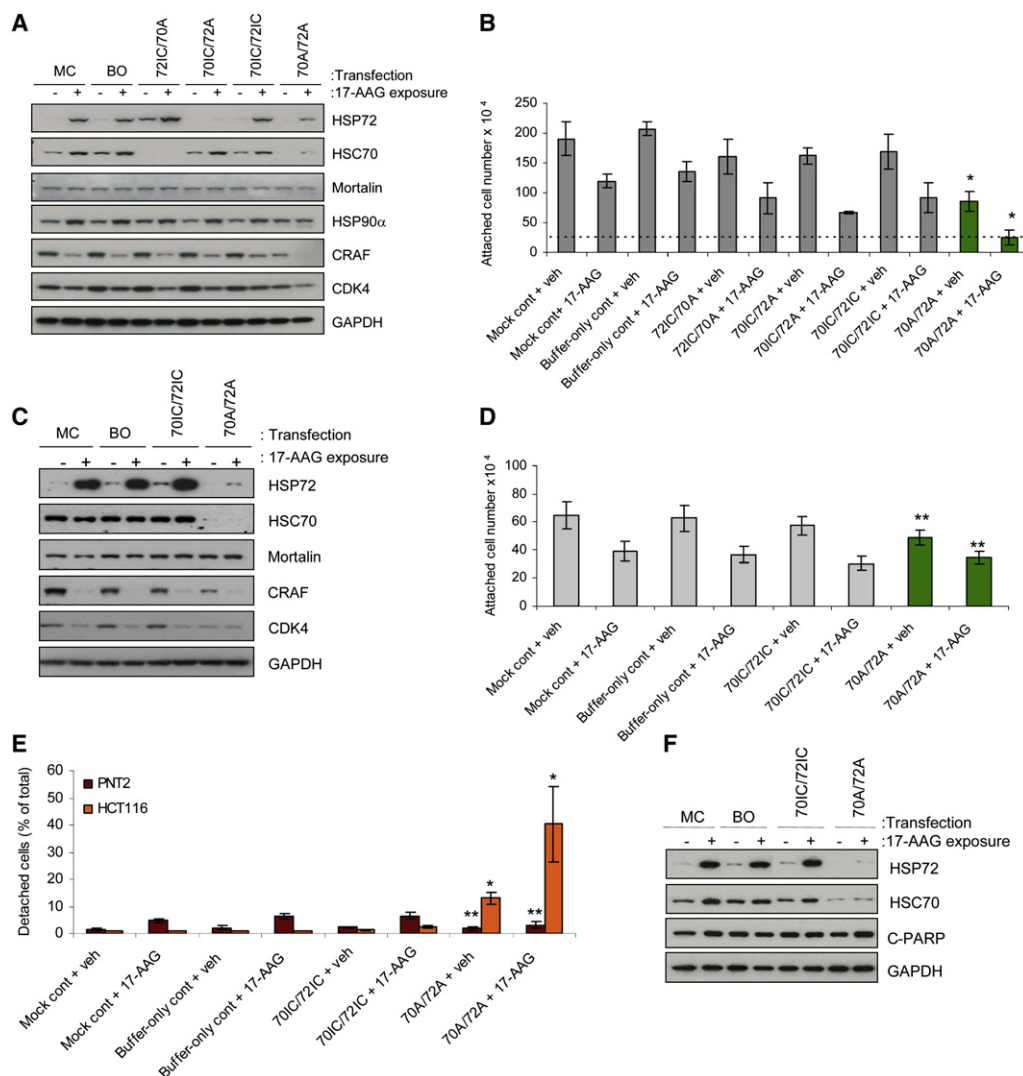 A
MC BO 72IC/70A 70IC/72A 70IC/72IC 70A/72A :Transfection
- + - + - + - + - + - + :17-AAG exposure
HSP72
HSC70
Mortalin
HSP90α
CRAF
CDK4
GAPDH
B
Attached cell number x 10 4
250
200
150
100
50
0
* *
Mock cont + veh
Mock cont+ 17-AAG
Buffer-only cont + veh
Buffer-only cont + 17-AAG
72IC/70A + veh
72IC/70A + 17-AAG
70IC/72A + veh
70IC/72A + 17-AAG
70IC/72IC + veh
70IC/72IC + 17-AAG
70A/72A + veh
70A/72A + 17-AAG
C
MC BO 70IC/72IC 70A/72A : Transfection
- + - + - + - + : 17-AAG exposure
HSP72
HSC70
Mortalin
CRAF
CDK4
GAPDH
D
Attached cell number x10 4
100
80
60
40
20
0
** **
Mock cont + veh
Mock cont + 17-AAG
Buffer-only cont + veh
Buffer-only cont + 17-AAG
70IC/72IC + veh
70IC/72IC + 17-AAG
70A/72A + veh
70A/72A + 17-AAG
E
Detached cells (% of total)
60
50
40
30
20
10
0
PNT2
HCT116
** * ** *
Mock cont + veh
Mock cont + 17-AAG
Buffer-only cont + veh
Buffer-only cont + 17-AAG
70IC/72IC + veh
70IC/72IC + 17-AAG
70A/72A + veh
70A/72A + 17-AAG
F
MC BO 70IC/72IC 70A/72A :Transfection
- + - + - + - + :17-AAG exposure
HSP72
HSC70
C-PARP
GAPDH